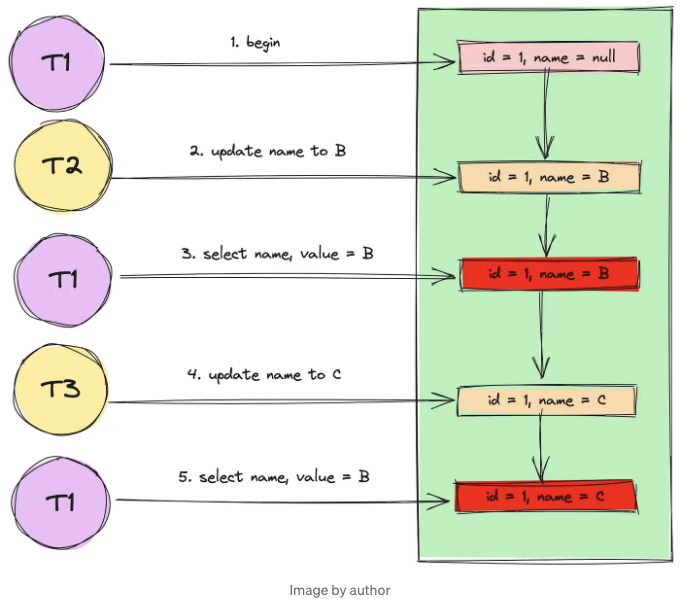 T1
1. begin
id = 1, name = null
T2
2. update name to B
id = 1, name = B
T1
3. select name, value = B
id = 1, name = B
T3
4. update name to C
id = 1, name = C
T1
5. select name, value = B
id = 1, name = C
Image by author